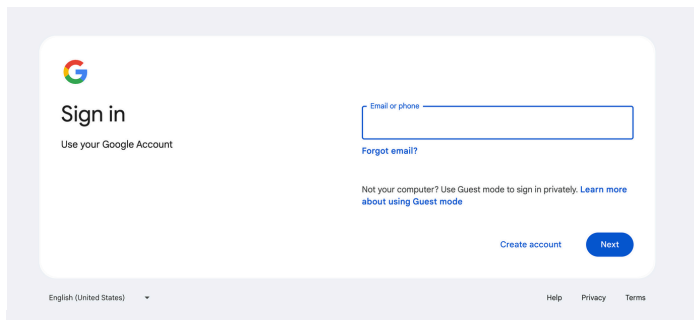 Sign in
Use your Google Account
Email or phone
Forgot email?
Not your computer? Use Guest mode to sign in privately. Learn more
about using Guest mode
Create account
Next
English (United States)
Help
Privacy
Terms